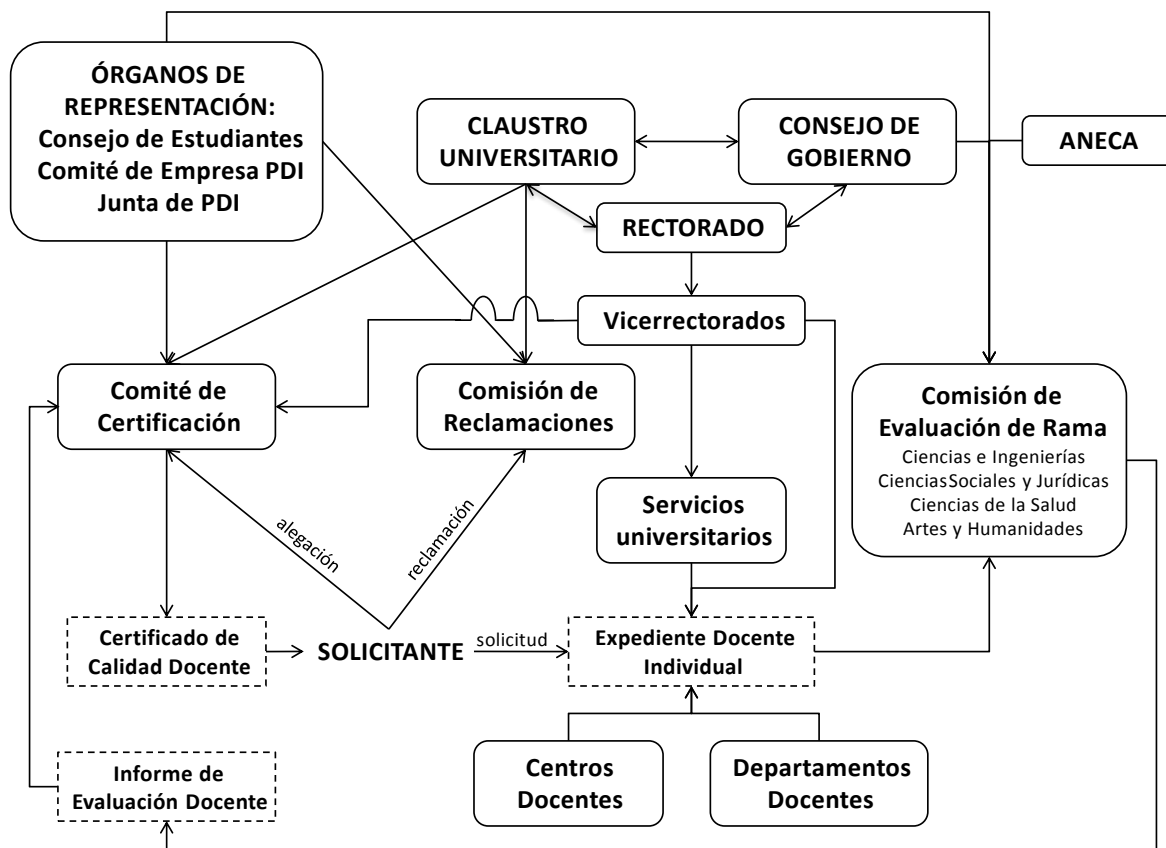 ÓRGANOS DE
REPRESENTACIÓN:
Consejo de Estudiantes
Comité de Empresa PDI
Junta de PDI
CLAUSTRO
UNIVERSITARIO
CONSEJO DE
GOBIERNO
ANECA
RECTORADO
Vicerrectorados
Comité de
Certificación
Comisión de
Reclamaciones
Comisión de
Evaluación de Rama
Ciencias e Ingenierías
CienciasSociales y Jurídicas
Ciencias de la Salud
Artes y Humanidades
Servicios
universitarios
alegación
reclamación
Certificado de
Calidad Docente
SOLICITANTE
solicitud
Expediente Docente
Individual
Informe de
Evaluación Docente
Centros
Docentes
Departamentos
Docentes